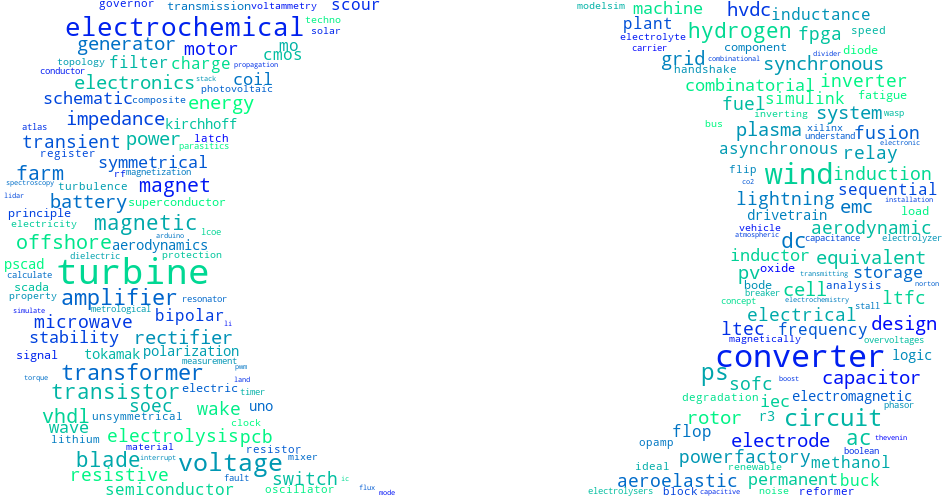 governor
transmission
voltammetry
scour
techno
solar
electrochemical
generator
motor
mo
cmos
topology
filter
charge
propagation
conductor
electronics
stack
coil
photovoltaic
schematic
composite
energy
impedance
kirchhoff
atlas
transient
power
latch
parasitics
register
symmetrical
farm
rf
magnetization
spectroscopy
turbulence
magnet
lidar
battery
superconductor
principle
electricity
magnetic
lcoe
arduino
offshore
aerodynamics
dielectric
protection
pscad
calculate
turbine
scada
property
amplifier
resonator
simulate
metrological
microwave
bipolar
li
stability
rectifier
signal
tokamak
polarization
measurement
pwm
torque
transformer
land
transistor
electric
timer
soec
wake
uno
vhdl
unsymmetrical
clock
wave
lithium
electrolysis
pcb
material
resistor
blade
interrupt
voltage
mixer
resistive
fault
switch
ic
semiconductor
oscillator
flux
mode
modelsim
machine
hvdc
inductance
plant
hydrogen
fpga
speed
electrolyte
carrier
component
grid
combinational
divider
diode
handshake
synchronous
combinatorial
inverter
fuel
simulink
fatigue
inverting
system
wasp
bus
plasma
xilinx
understand
fusion
electronic
asynchronous
relay
flip
wind
induction
co2
sequential
lightning
installation
drivetrain
emc
load
vehicle
aerodynamic
atmospheric
dc
capacitance
electrolyzer
inductor
equivalent
pv
oxide
transmitting
storage
bode
cell
analysis
norton
breaker
ltfc
concept
electrochemistry
stall
electrical
ltec
frequency
design
magnetically
overvoltages
converter
logic
ps
sofc
boost
capacitor
degradation
iec
electromagnetic
phasor
rotor
r3
circuit
flop
opamp
electrode
ac
thevenin
boolean
ideal
powerfactory
renewable
methanol
aeroelastic
permanent
buck
electrolysers
block
capacitive
noise
reformer